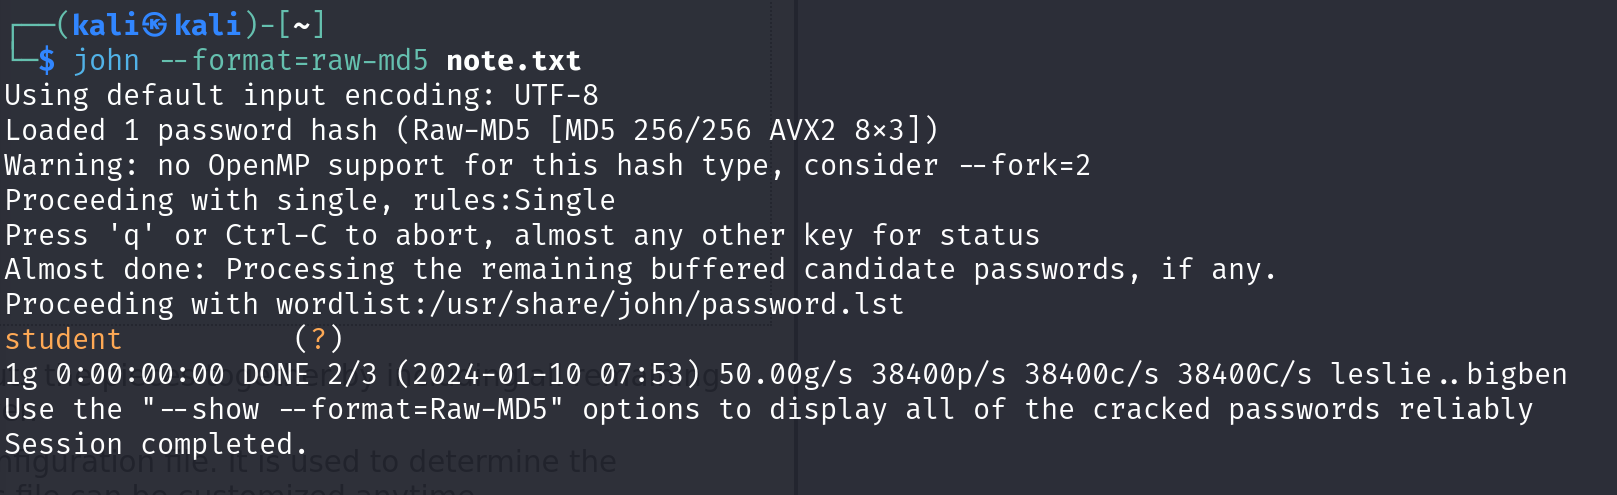 (kali㉿kali)-[~]
$ john --format=raw-md5 note.txt
Using default input encoding: UTF-8
Loaded 1 password hash (Raw-MD5 [MD5 256/256 AVX2 8×3])
Warning: no OpenMP support for this hash type, consider --fork=2
Proceeding with single, rules:Single
Press 'q' or Ctrl-C to abort, almost any other key for status
Almost done: Processing the remaining buffered candidate passwords, if any.
Proceeding with wordlist:/usr/share/john/password.lst
student          (?)
1g 0:00:00:00 DONE 2/3 (2024-01-10 07:53) 50.00g/s 38400p/s 38400c/s 38400C/s leslie..bigben
Use the "--show --format=Raw-MD5" options to display all of the cracked passwords reliably
Session completed.
file. It is used to determine the